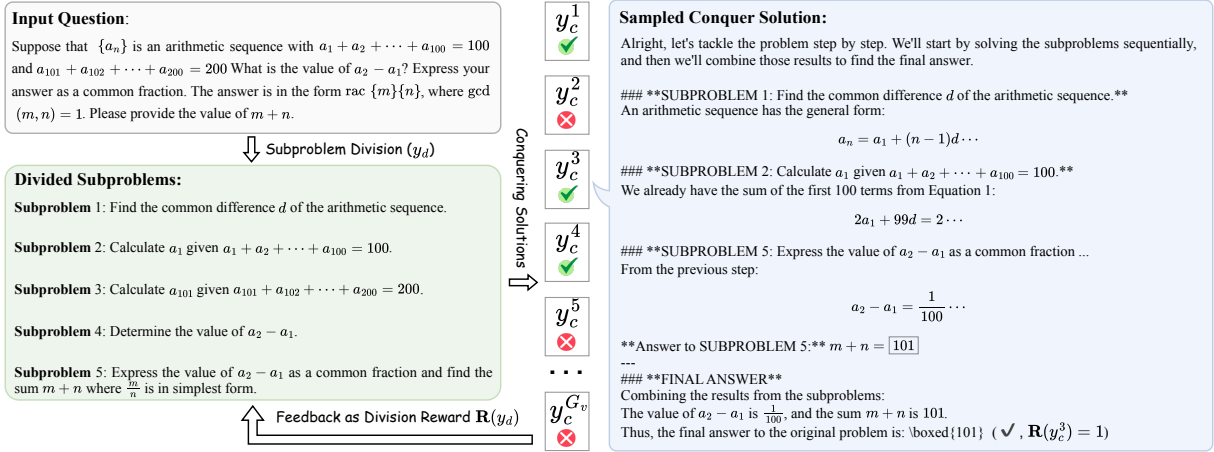 Input Question:
Suppose that {a_n} is an arithmetic sequence with a_1 + a_2 + ··· + a_100 = 100
and a_101 + a_102 + ··· + a_200 = 200 What is the value of a_2 − a_1? Express your
answer as a common fraction. The answer is in the form rac {m}{n}, where gcd
(m, n) = 1. Please provide the value of m + n.
Subproblem Division (y_d)
Divided Subproblems:
Subproblem 1: Find the common difference d of the arithmetic sequence.
Subproblem 2: Calculate a_1 given a_1 + a_2 + ··· + a_100 = 100.
Subproblem 3: Calculate a_101 given a_101 + a_102 + ··· + a_200 = 200.
Subproblem 4: Determine the value of a_2 − a_1.
Subproblem 5: Express the value of a_2 − a_1 as a common fraction and find the
sum m + n where m/n is in simplest form.
Feedback as Division Reward R(y_d)
Conquering Solutions
y_c^1
y_c^2
y_c^3
y_c^4
y_c^5
···
y_c^{G_v}
Sampled Conquer Solution:
Alright, let's tackle the problem step by step. We'll start by solving the subproblems sequentially,
and then we'll combine those results to find the final answer.
### **SUBPROBLEM 1: Find the common difference d of the arithmetic sequence.**
An arithmetic sequence has the general form:
a_n = a_1 + (n − 1)d ···
### **SUBPROBLEM 2: Calculate a_1 given a_1 + a_2 + ··· + a_100 = 100.**
We already have the sum of the first 100 terms from Equation 1:
2a_1 + 99d = 2 ···
### **SUBPROBLEM 5: Express the value of a_2 − a_1 as a common fraction ...
From the previous step:
a_2 − a_1 = 1/100 ···
**Answer to SUBPROBLEM 5:** m + n = 101
---
### **FINAL ANSWER**
Combining the results from the subproblems:
The value of a_2 − a_1 is 1/100, and the sum m + n is 101.
Thus, the final answer to the original problem is: \boxed{101} (✓, R(y_c^3) = 1)